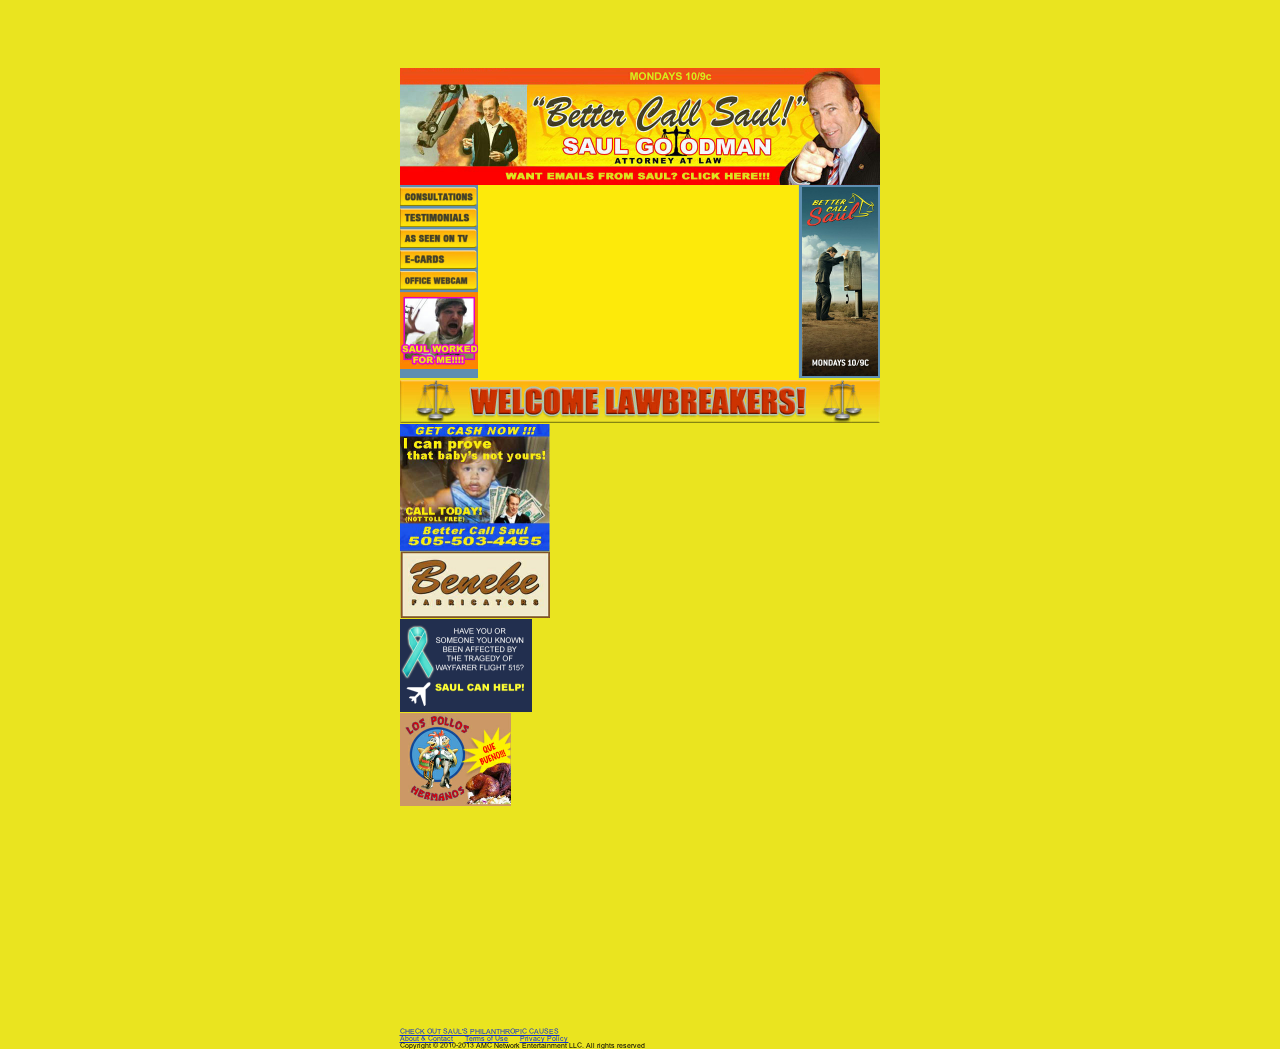 MONDAYS 10/9c
"Better Call Saul!"
SAUL GOODMAN
ATTORNEY AT LAW
WANT EMAILS FROM SAUL? CLICK HERE!!!
CONSULTATIONS
TESTIMONIALS
AS SEEN ON TV
E-CARDS
OFFICE WEBCAM
SAUL WORKED
FOR ME!!!!
BETTER
CALL
Saul
MONDAYS 10/9C
WELCOME LAWBREAKERS!
GET CASH NOW !!!
I can prove
that baby's not yours!
CALL TODAY!
(NOT TOLL FREE)
Better Call Saul
505-503-4455
Beneke
FABRICATORS
HAVE YOU OR
SOMEONE YOU KNOWN
BEEN AFFECTED BY
THE TRAGEDY OF
WAYFARER FLIGHT 515?
SAUL CAN HELP!
LOS POLLOS
HERMANOS
QUE
BUENO!!!
CHECK OUT SAUL'S PHILANTHROPIC CAUSES
About & Contact Terms of Use Privacy Policy
Copyright © 2010-2013 AMC Network Entertainment LLC. All rights reserved